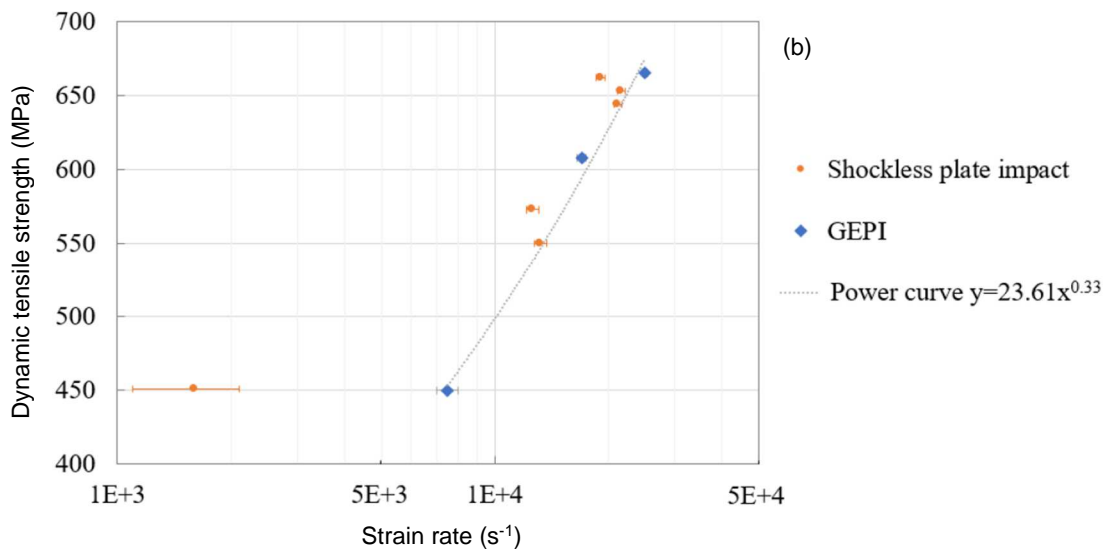 700
650
600
550
500
450
400
Dynamic tensile strength (MPa)
1E+3
5E+3
1E+4
5E+4
Strain rate (s⁻¹)
(b)
Shockless plate impact
GEPI
Power curve y=23.61x⁰·³³